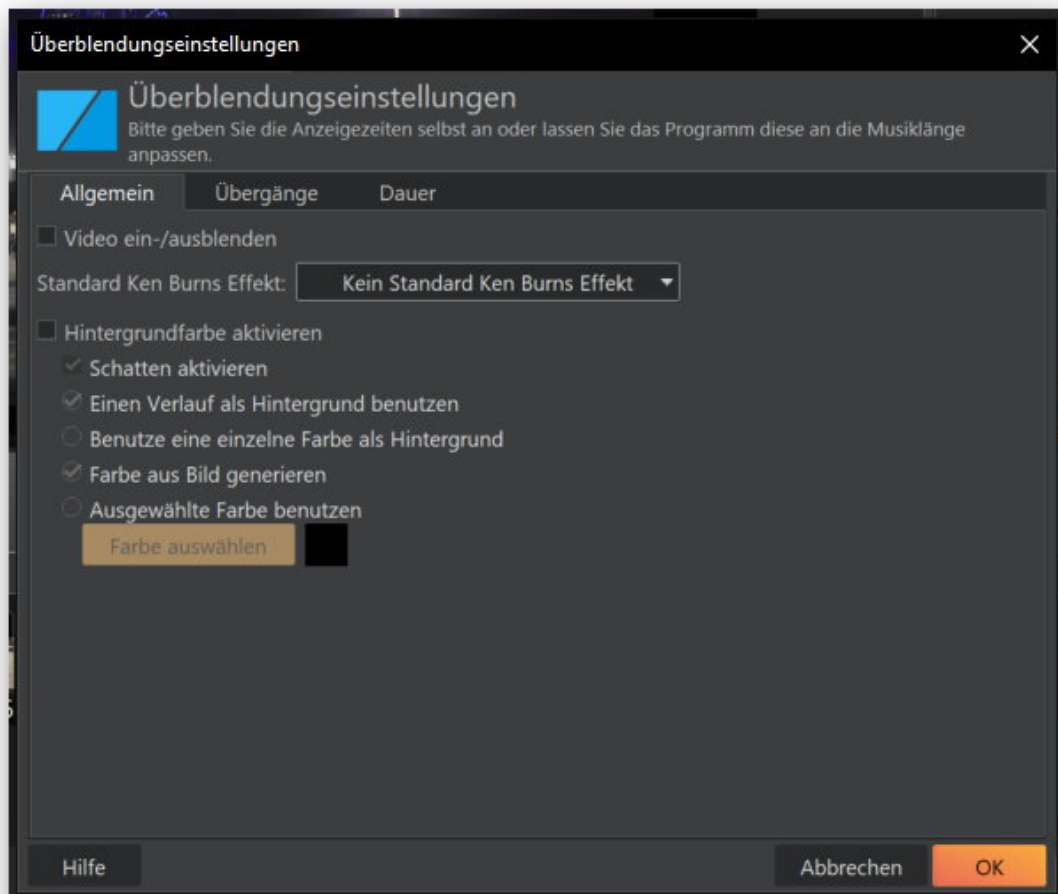 Überblendungseinstellungen
Überblendungseinstellungen
Bitte geben Sie die Anzeigezeiten selbst an oder lassen Sie das Programm diese an die Musiklänge
anpassen.
Allgemein Übergänge Dauer
Video ein-/ausblenden
Standard Ken Burns Effekt: Kein Standard Ken Burns Effekt
Hintergrundfarbe aktivieren
Schatten aktivieren
Einen Verlauf als Hintergrund benutzen
Benutze eine einzelne Farbe als Hintergrund
Farbe aus Bild generieren
Ausgewählte Farbe benutzen
Farbe auswählen
Hilfe Abbrechen OK